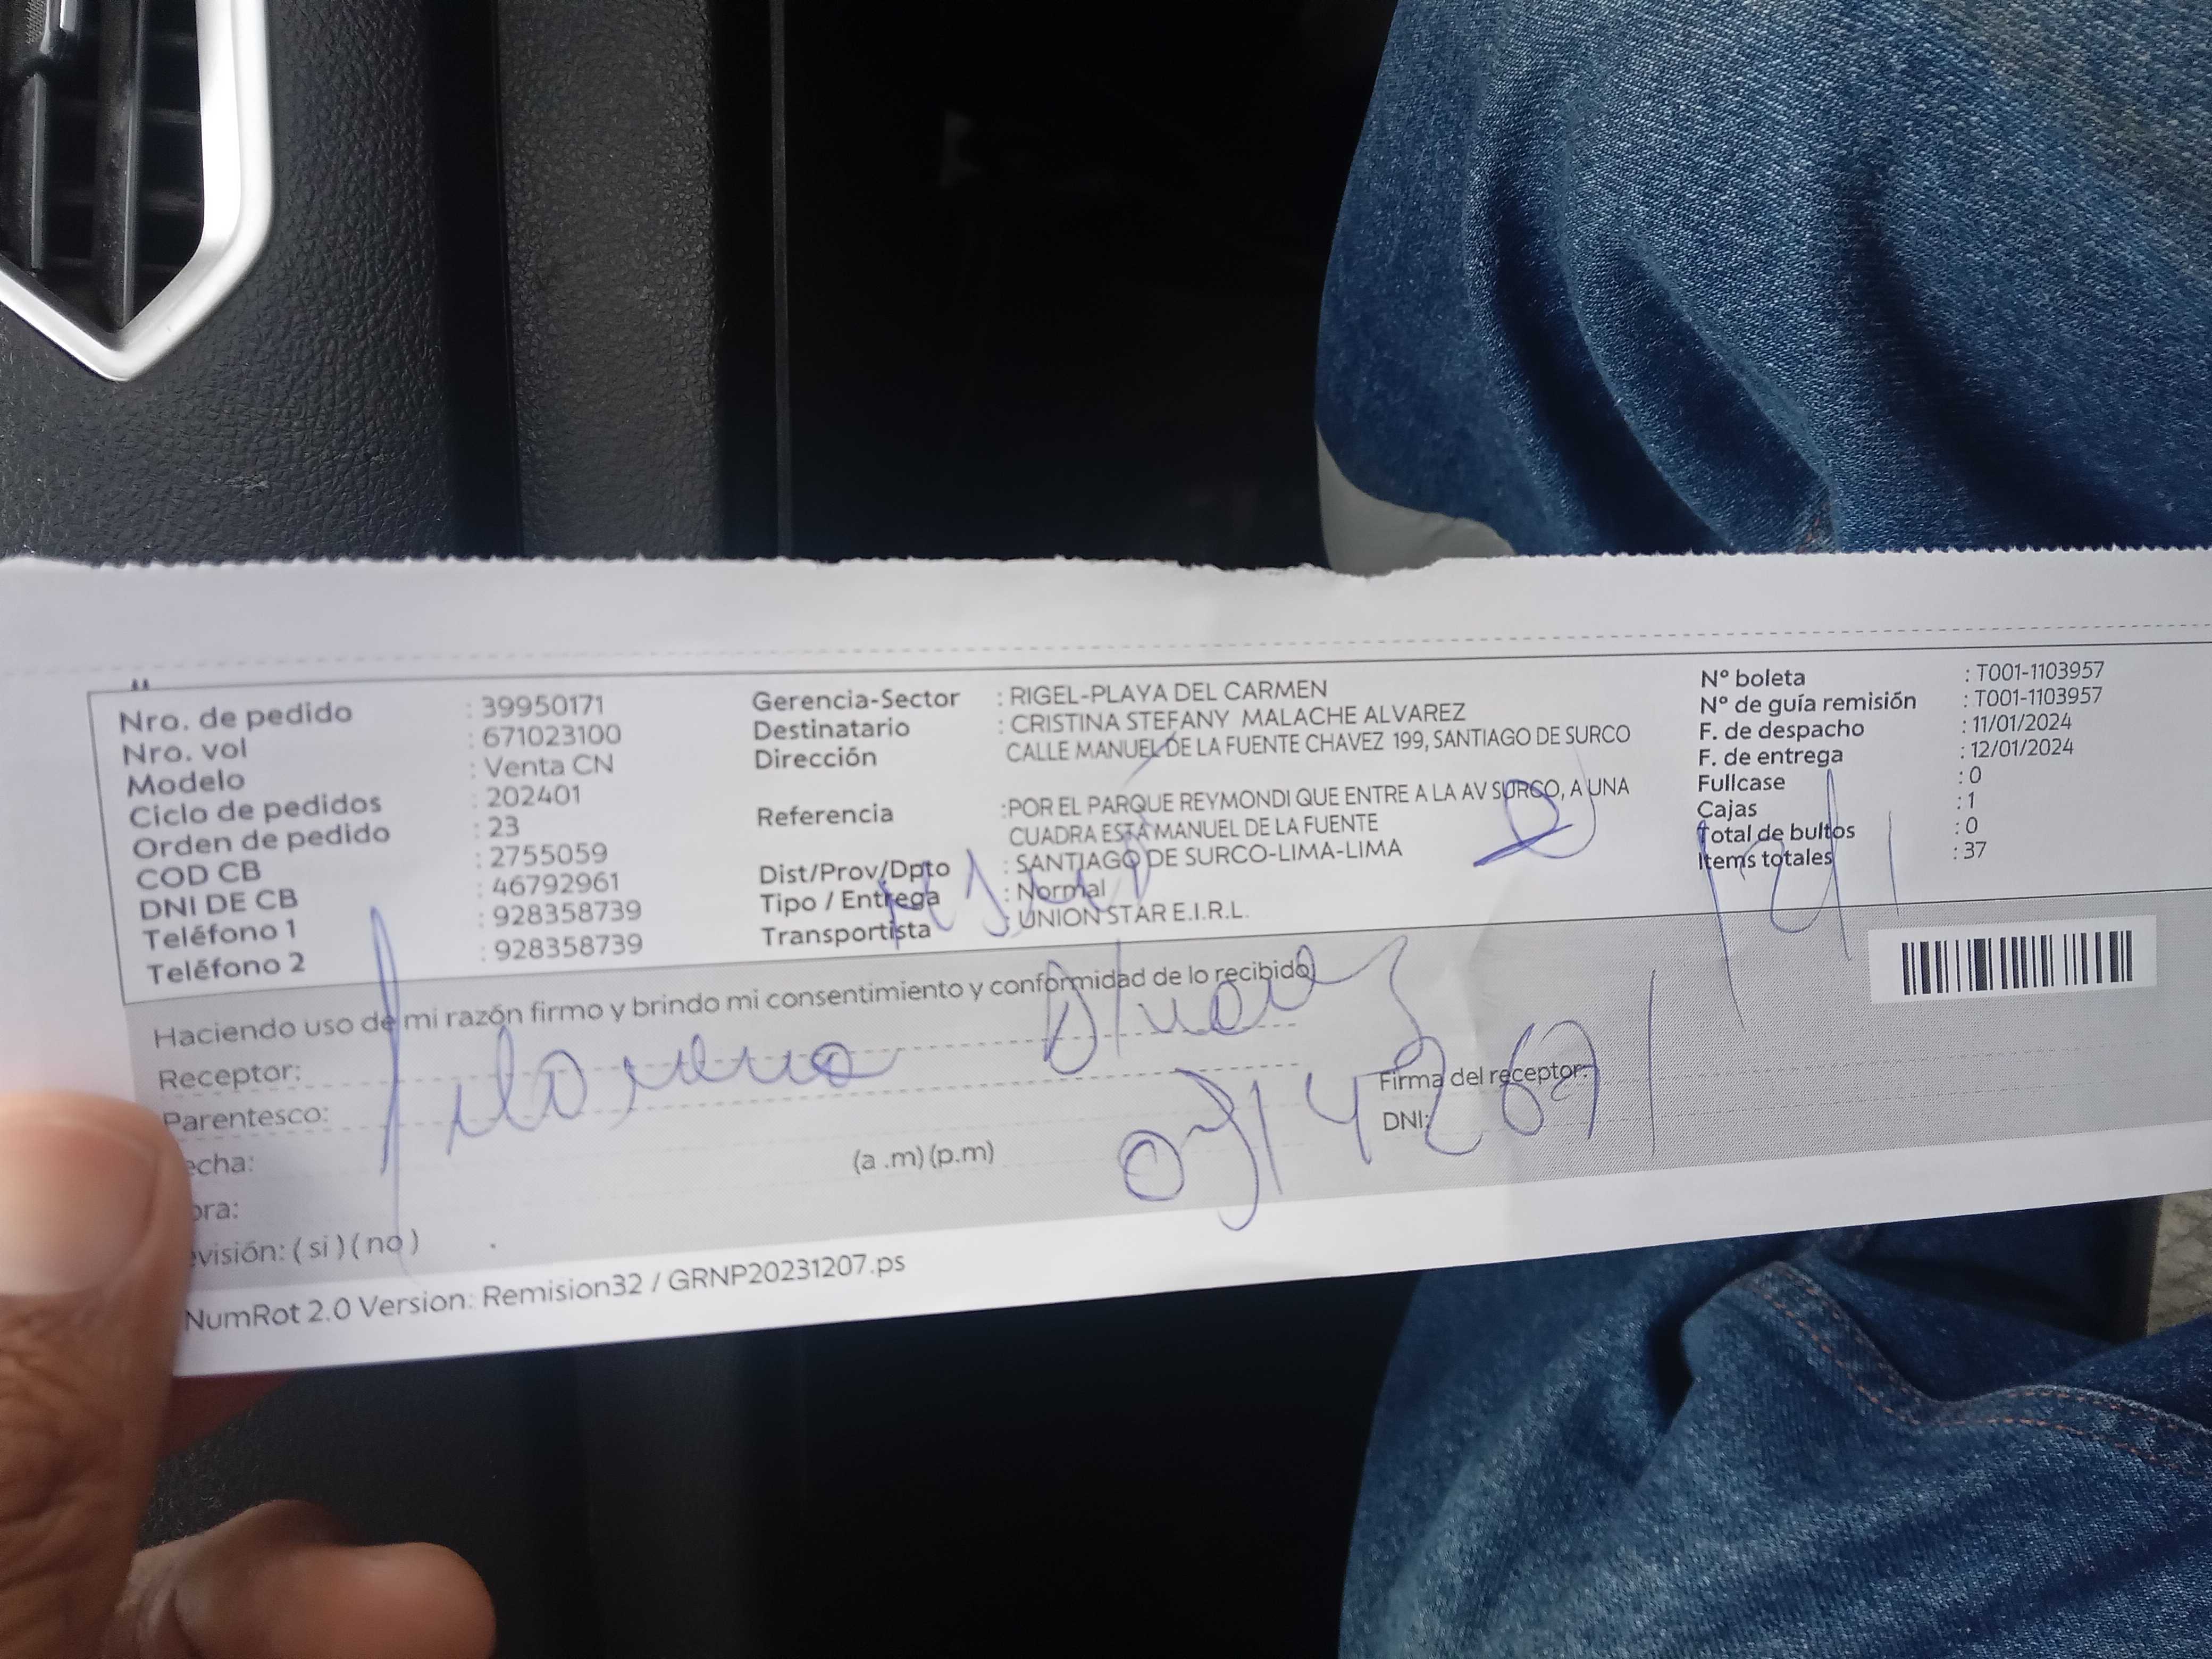 Nro. de pedido : 39950171
Nro. vol : 671023100
Modelo : Venta CN
Ciclo de pedidos : 202401
Orden de pedido : 23
COD CB : 2755059
DNI DE CB : 46792961
Teléfono 1 : 928358739
Teléfono 2 : 928358739
Gerencia-Sector : RIGEL-PLAYA DEL CARMEN
Destinatario : CRISTINA STEFANY MALACHE ALVAREZ
Dirección CALLE MANUEL DE LA FUENTE CHAVEZ 199, SANTIAGO DE SURCO
Referencia :POR EL PARQUE REYMONDI QUE ENTRE A LA AV SURCO, A UNA
CUADRA ESTA MANUEL DE LA FUENTE
Dist/Prov/Dpto : SANTIAGO DE SURCO-LIMA-LIMA
Tipo / Entrega : Normal
Transportista : UNION STAR E.I.R.L.
N° boleta : T001-1103957
N° de guía remisión : T001-1103957
F. de despacho : 11/01/2024
F. de entrega : 12/01/2024
Fullcase : 0
Cajas : 1
Total de bultos : 0
Items totales : 37
Haciendo uso de mi razón firmo y brindo mi consentimiento y conformidad de lo recibido
Receptor:
Parentesco:
echa:
ora:
(a .m) (p.m)
evisión: ( si ) ( no )
Firma del receptor:
DNI:
NumRot 2.0 Version: Remision32 / GRNP20231207.ps